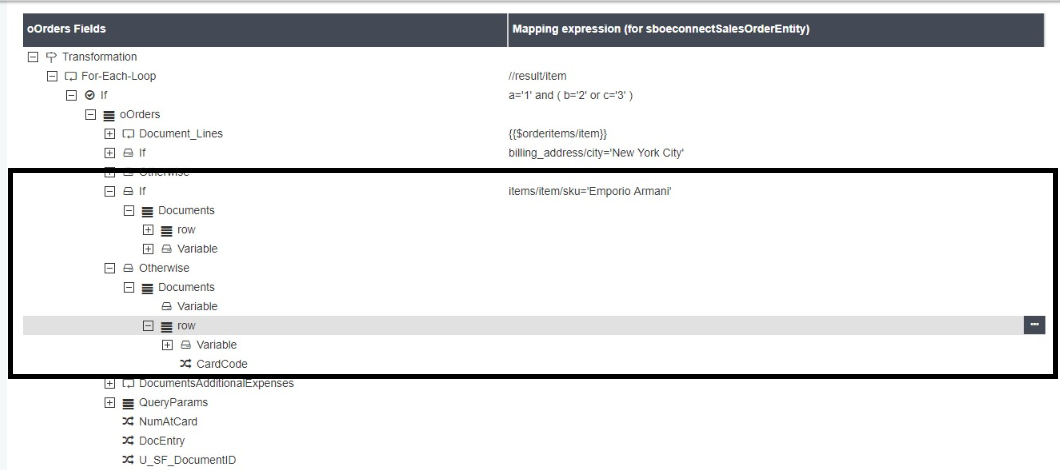 oOrders Fields Mapping expression (for sboeconnectSalesOrderEntity)
Transformation
For-Each-Loop //result/item
If a='1' and ( b='2' or c='3' )
oOrders
Document_Lines {{$orderitems/item}}
If billing_address/city='New York City'
Otherwise
If items/item/sku='Emporio Armani'
Documents
row
Variable
Otherwise
Documents
Variable
row
Variable
CardCode
DocumentsAdditionalExpenses
QueryParams
NumAtCard
DocEntry
U_SF_DocumentID